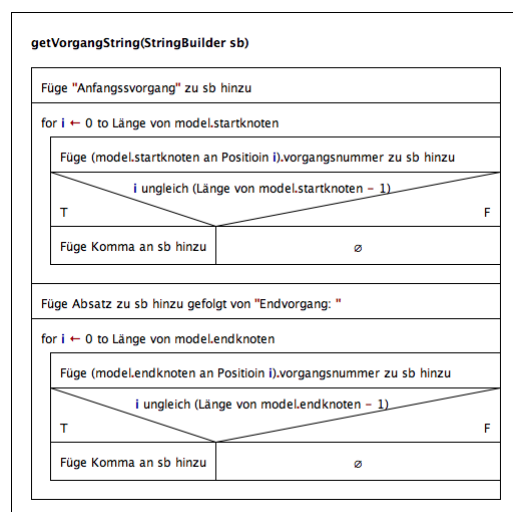 getVorgangString(StringBuilder sb)
Füge "Anfangssvorgang" zu sb hinzu
for i ← 0 to Länge von model.startknoten
Füge (model.startknoten an Positioin i).vorgangsnummer zu sb hinzu
i ungleich (Länge von model.startknoten - 1)
T F
Füge Komma an sb hinzu ∅
Füge Absatz zu sb hinzu gefolgt von "Endvorgang: "
for i ← 0 to Länge von model.endknoten
Füge (model.endknoten an Positioin i).vorgangsnummer zu sb hinzu
i ungleich (Länge von model.endknoten - 1)
T F
Füge Komma an sb hinzu ∅